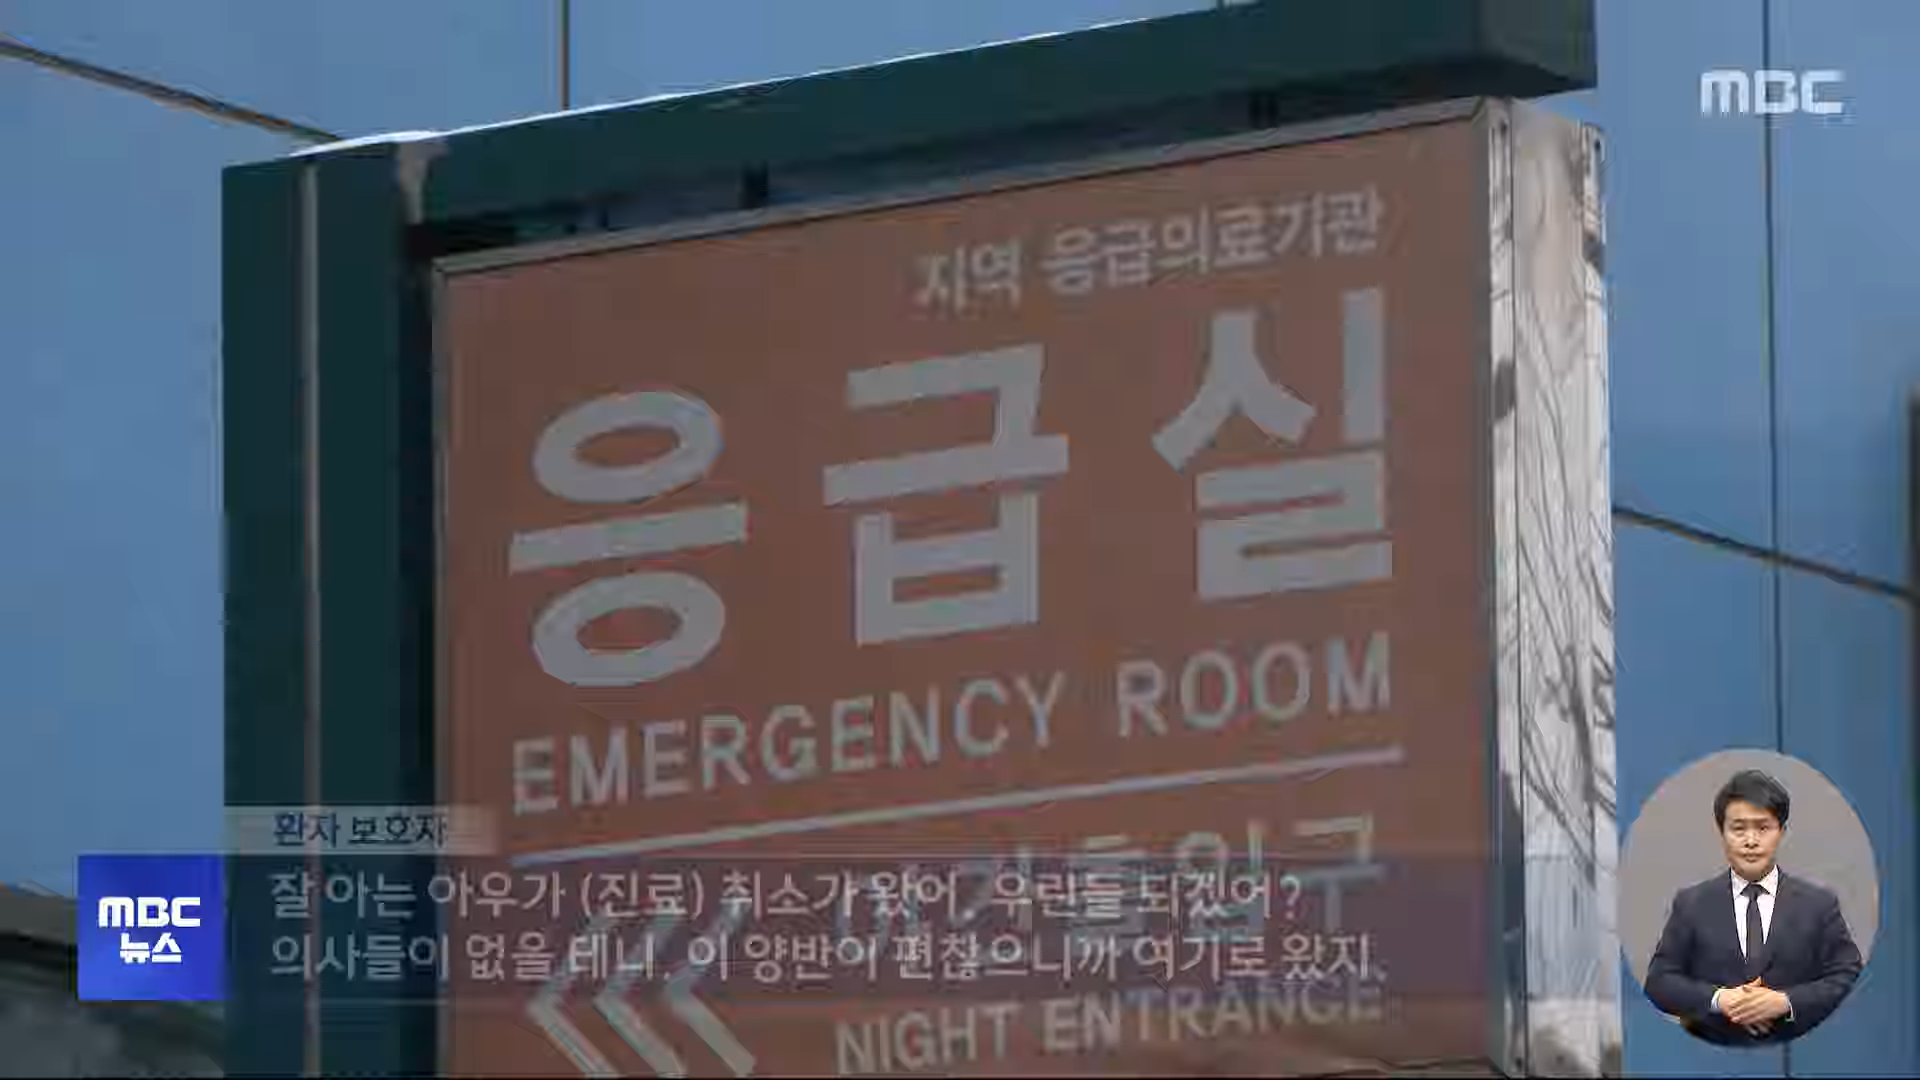 MBC
지역 응급의료기관
응급실
EMERGENCY ROOM
환자 보호자
잘 아는 아우가 (진료) 취소가 왔어. 우린들 되겠어?
의사들이 없을 테니. 이 양반이 편찮으니까 여기로 왔지.
MBC
뉴스
NIGHT ENTRANCE